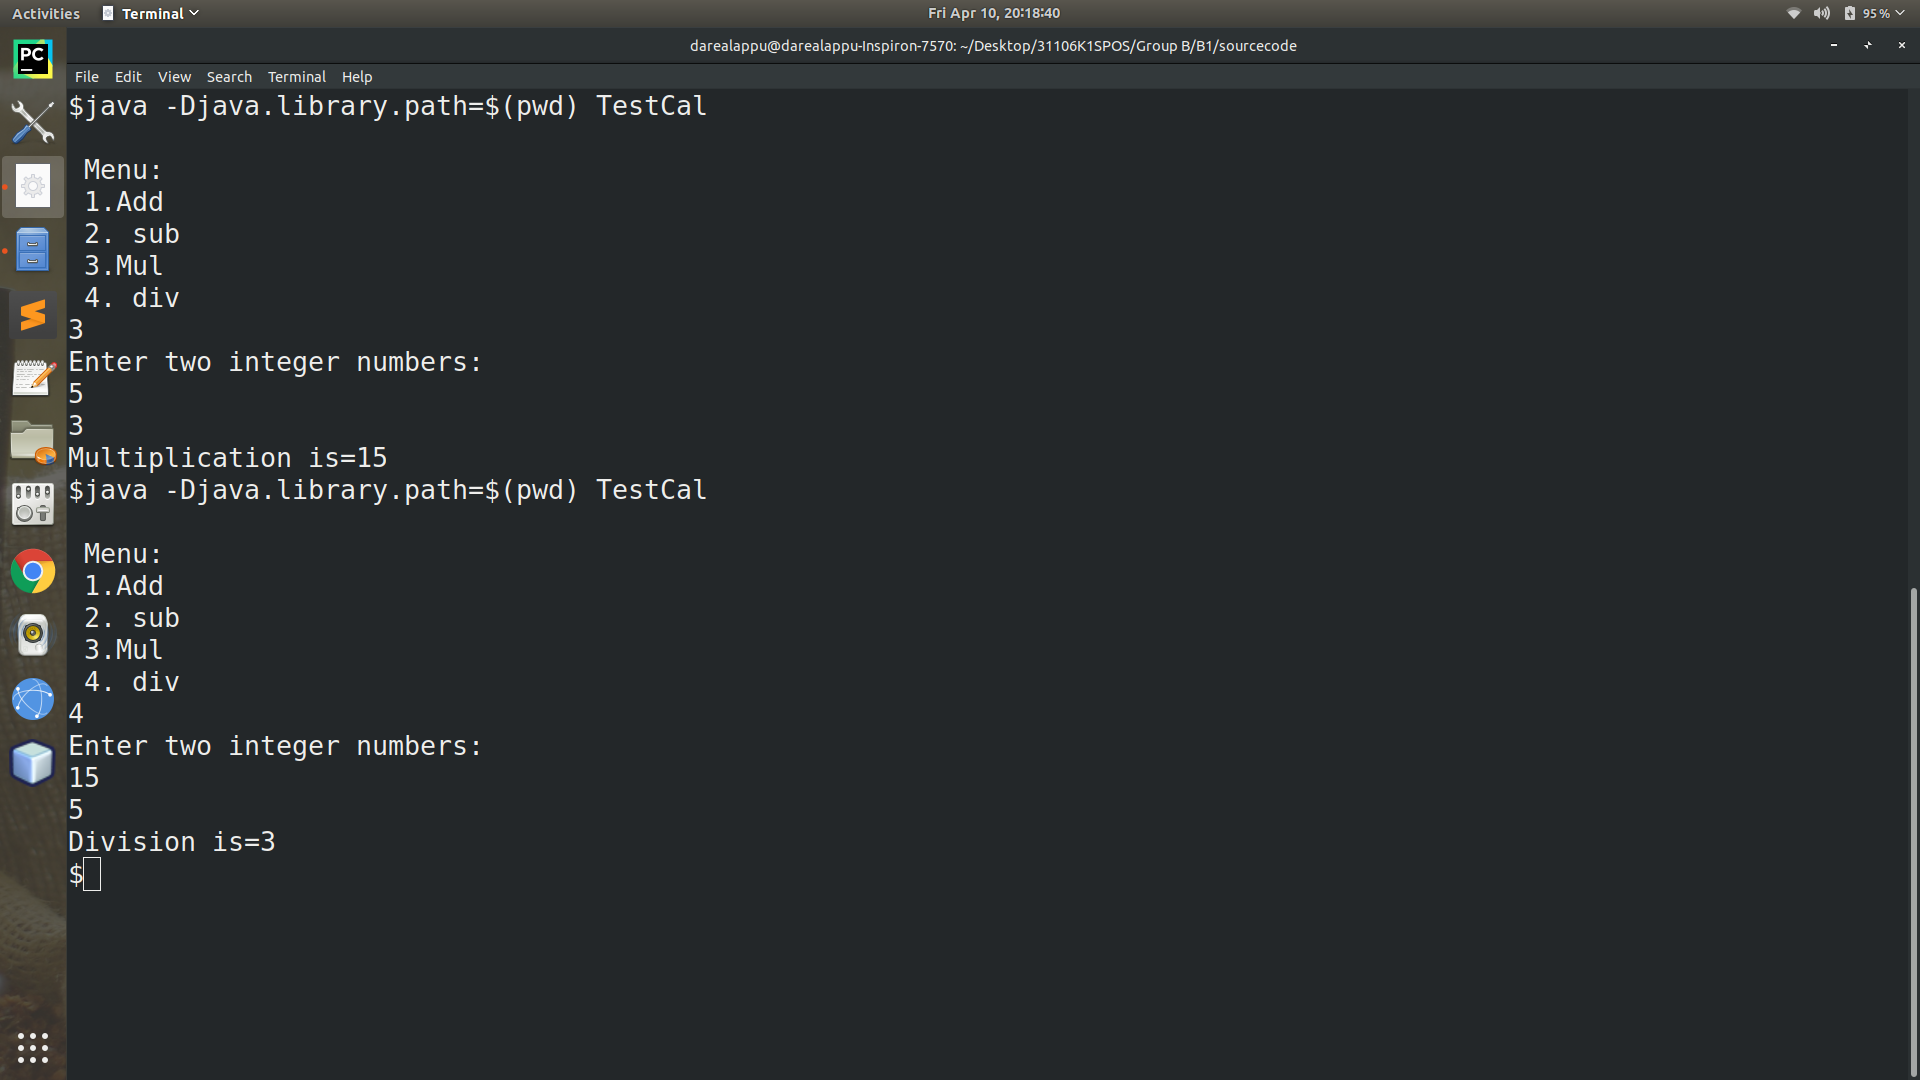 Activities Terminal Fri Apr 10, 20:18:40 95%
PC
darealappu@darealappu-Inspiron-7570: ~/Desktop/31106K1SPOS/Group B/B1/sourcecode
File Edit View Search Terminal Help
$java -Djava.library.path=$(pwd) TestCal
Menu:
1.Add
2. sub
3.Mul
4. div
3
Enter two integer numbers:
5
3
Multiplication is=15
$java -Djava.library.path=$(pwd) TestCal
Menu:
1.Add
2. sub
3.Mul
4. div
4
Enter two integer numbers:
15
5
Division is=3
$